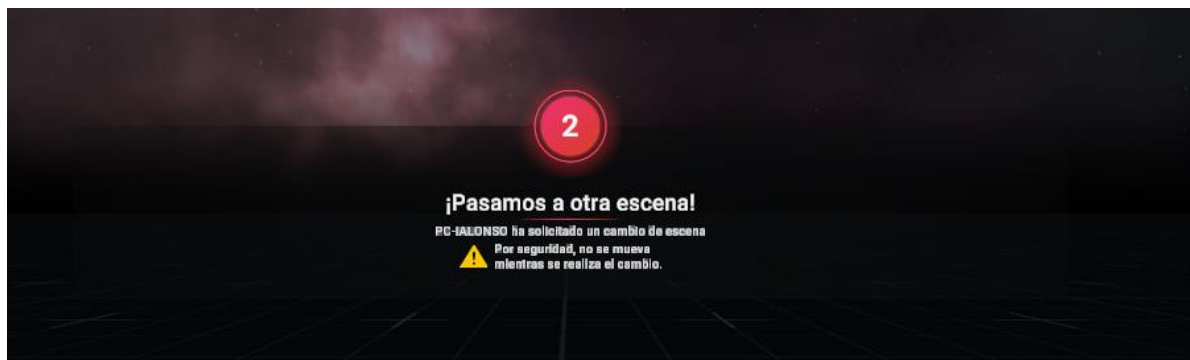 2
¡Pasamos a otra escena!
PC-IALONSO ha solicitado un cambio de escena
Por seguridad, no se mueva
mientras se realiza el cambio.